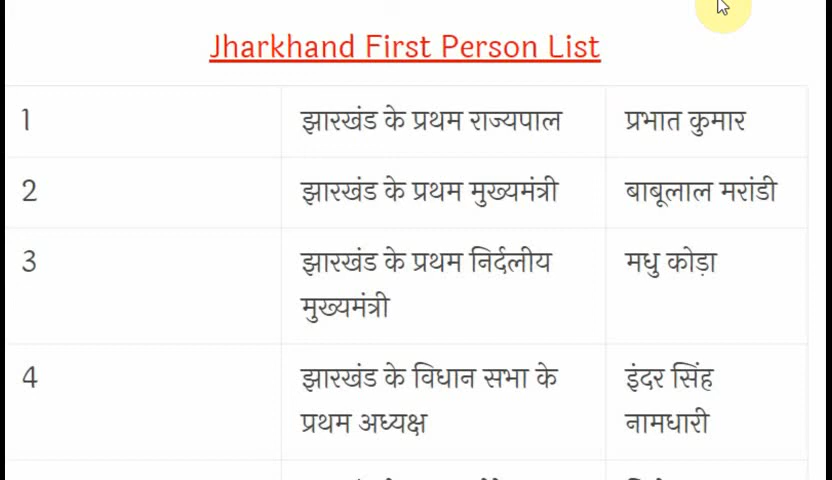 Jharkhand First Person List
1 झारखंड के प्रथम राज्यपाल प्रभात कुमार
2 झारखंड के प्रथम मुख्यमंत्री बाबूलाल मरांडी
3 झारखंड के प्रथम निर्दलीय मधु कोड़ा
मुख्यमंत्री
4 झारखंड के विधान सभा के इंदर सिंह
प्रथम अध्यक्ष नामधारी